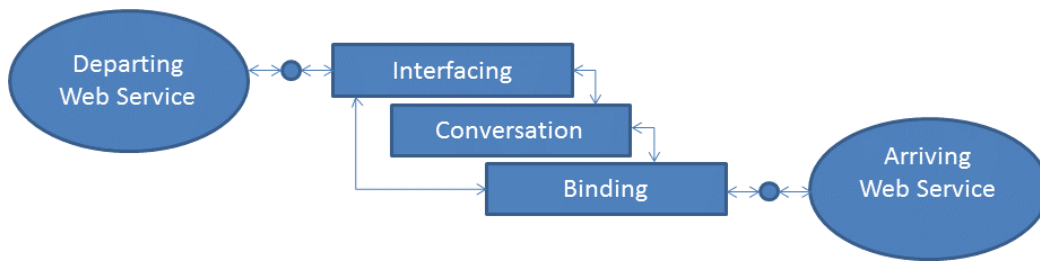 Departing
Web Service
Interfacing
Conversation
Binding
Arriving
Web Service